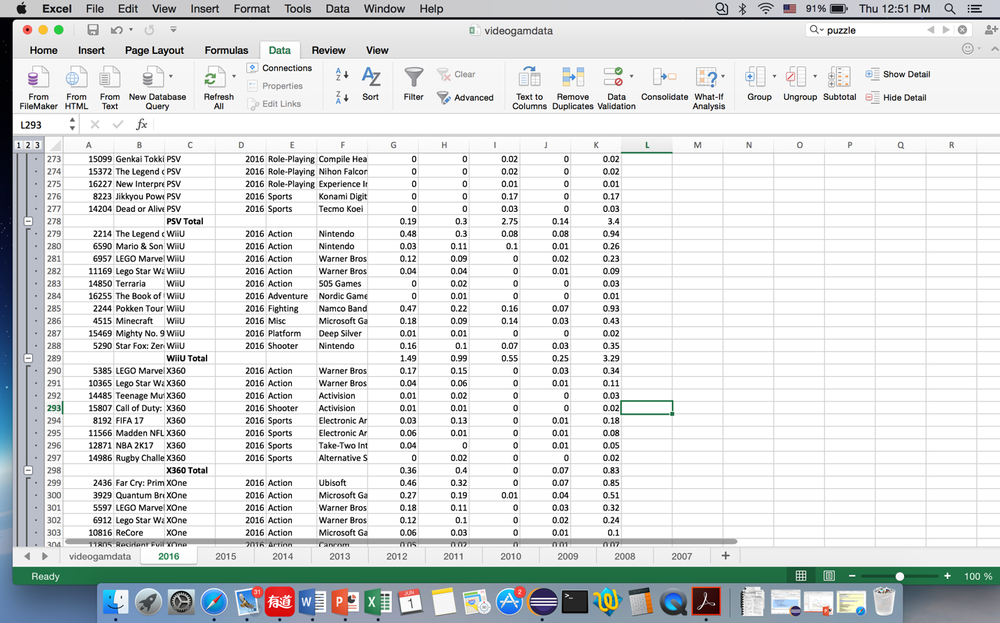 Excel File Edit View Insert Format Tools Data Window Help 91% Thu 12:51 PM
videogamdata
puzzle
Home Insert Page Layout Formulas Data Review View
From FileMaker
From HTML
From Text
New Database Query
Refresh All
Connections
Properties
Edit Links
Sort
Filter
Clear
Advanced
Text to Columns
Remove Duplicates
Data Validation
Consolidate
What-If Analysis
Group
Ungroup
Subtotal
Show Detail
Hide Detail
L293 fx
1 2 3 A B C D E F G H I J K L M N O P Q R
273 15099 Genkai Tokki PSV 2016 Role-Playing Compile Hea 0 0 0.02 0 0.02
274 15372 The Legend o PSV 2016 Role-Playing Nihon Falcon 0 0 0.02 0 0.02
275 16227 New Interpre PSV 2016 Role-Playing Experience In 0 0 0.01 0 0.01
276 8223 Jikkyou Powe PSV 2016 Sports Konami Digit 0 0 0.17 0 0.17
277 14204 Dead or Alive PSV 2016 Sports Tecmo Koei 0 0 0.03 0 0.03
278 PSV Total 0.19 0.3 2.75 0.14 3.4
279 2214 The Legend o WiiU 2016 Action Nintendo 0.48 0.3 0.08 0.08 0.94
280 6590 Mario & Son WiiU 2016 Action Nintendo 0.03 0.11 0.1 0.01 0.26
281 6957 LEGO Marvel WiiU 2016 Action Warner Bros 0.12 0.09 0 0.02 0.23
282 11169 Lego Star Wa WiiU 2016 Action Warner Bros 0.04 0.04 0 0.01 0.09
283 14850 Terraria WiiU 2016 Action 505 Games 0 0.02 0 0 0.03
284 16255 The Book of WiiU 2016 Adventure Nordic Game 0 0.01 0 0 0.01
285 2244 Pokken Tour WiiU 2016 Fighting Namco Band 0.47 0.22 0.16 0.07 0.93
286 4515 Minecraft WiiU 2016 Misc Microsoft Ga 0.18 0.09 0.14 0.03 0.43
287 15469 Mighty No. 9 WiiU 2016 Platform Deep Silver 0.01 0.01 0 0 0.02
288 5290 Star Fox: Zer WiiU 2016 Shooter Nintendo 0.16 0.1 0.07 0.03 0.35
289 WiiU Total 1.49 0.99 0.55 0.25 3.29
290 5385 LEGO Marvel X360 2016 Action Warner Bros 0.17 0.15 0 0.03 0.34
291 10365 Lego Star Wa X360 2016 Action Warner Bros 0.04 0.06 0 0.01 0.11
292 14485 Teenage Mut X360 2016 Action Activision 0.01 0.02 0 0 0.03
293 15807 Call of Duty: X360 2016 Shooter Activision 0.01 0.01 0 0 0.02
294 8192 FIFA 17 X360 2016 Sports Electronic Ar 0.03 0.13 0 0.01 0.18
295 11566 Madden NFL X360 2016 Sports Electronic Ar 0.06 0.01 0 0.01 0.08
296 12871 NBA 2K17 X360 2016 Sports Take-Two Int 0.04 0 0 0.01 0.05
297 14986 Rugby Challe X360 2016 Sports Alternative S 0 0.02 0 0 0.02
298 X360 Total 0.36 0.4 0 0.07 0.83
299 2436 Far Cry: Prim XOne 2016 Action Ubisoft 0.46 0.32 0 0.07 0.85
300 3929 Quantum Bre XOne 2016 Action Microsoft Ga 0.27 0.19 0.01 0.04 0.51
301 5597 LEGO Marvel XOne 2016 Action Warner Bros 0.18 0.11 0 0.03 0.32
302 6912 Lego Star Wa XOne 2016 Action Warner Bros 0.12 0.1 0 0.02 0.24
303 10816 ReCore XOne 2016 Action Microsoft Ga 0.06 0.03 0 0.01 0.1
304 11805 Resident Evil XOne 2016 Action Capcom 0.05 0.02 0 0.01 0.07
videogamdata 2016 2015 2014 2013 2012 2011 2010 2009 2008 2007 +
Ready 100 %
31 有道 W P X JUN 1 2